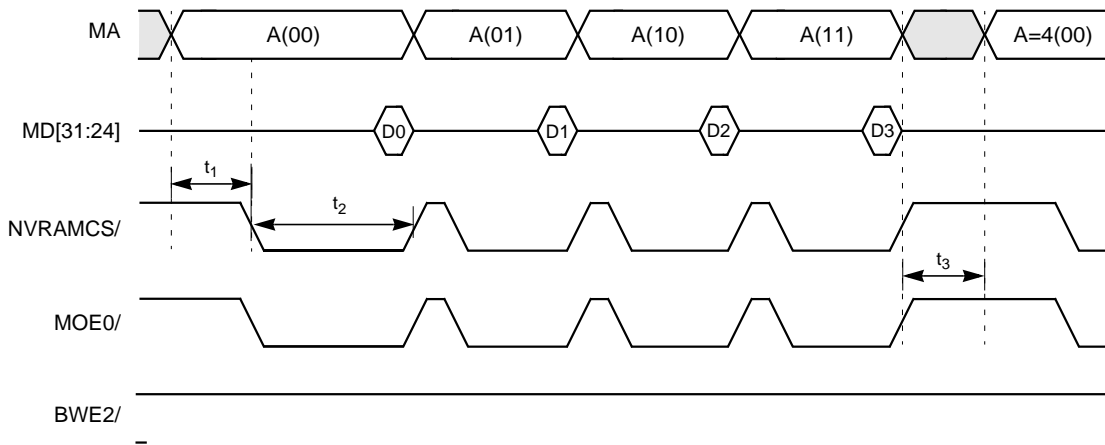 MA A(00) A(01) A(10) A(11) A=4(00)
MD[31:24] D0 D1 D2 D3
t1
NVRAMCS/ t2
t3
MOE0/
BWE2/